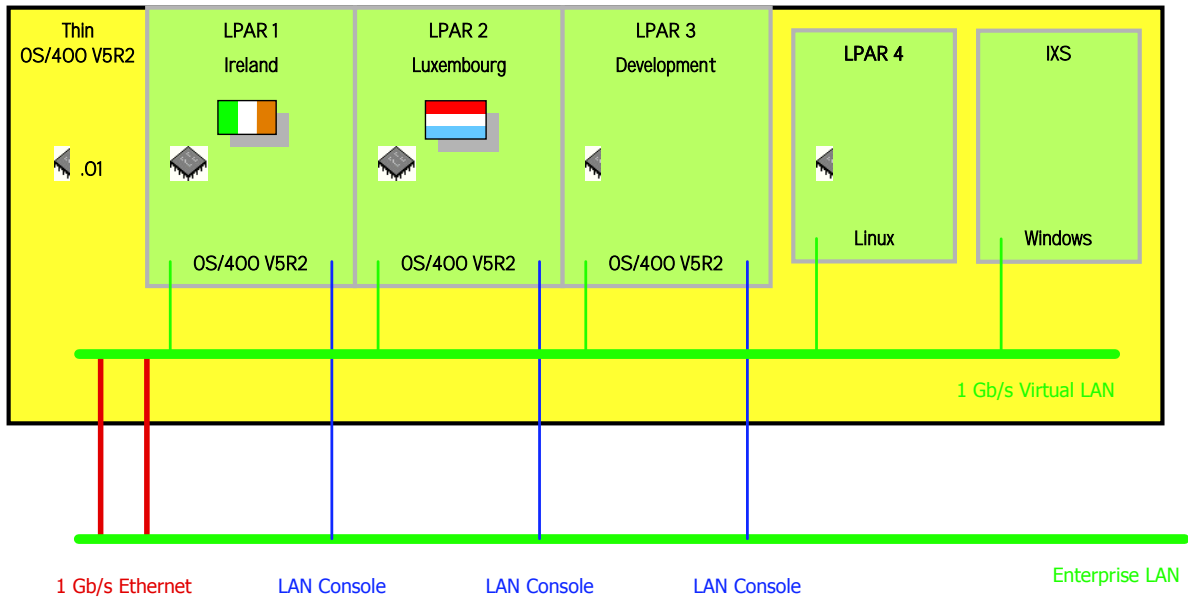 Thin
OS/400 V5R2
LPAR 1
Ireland
LPAR 2
Luxembourg
LPAR 3
Development
LPAR 4
IXS
.01
Linux
Windows
OS/400 V5R2
OS/400 V5R2
OS/400 V5R2
1 Gb/s Virtual LAN
1 Gb/s Ethernet
LAN Console
LAN Console
LAN Console
Enterprise LAN